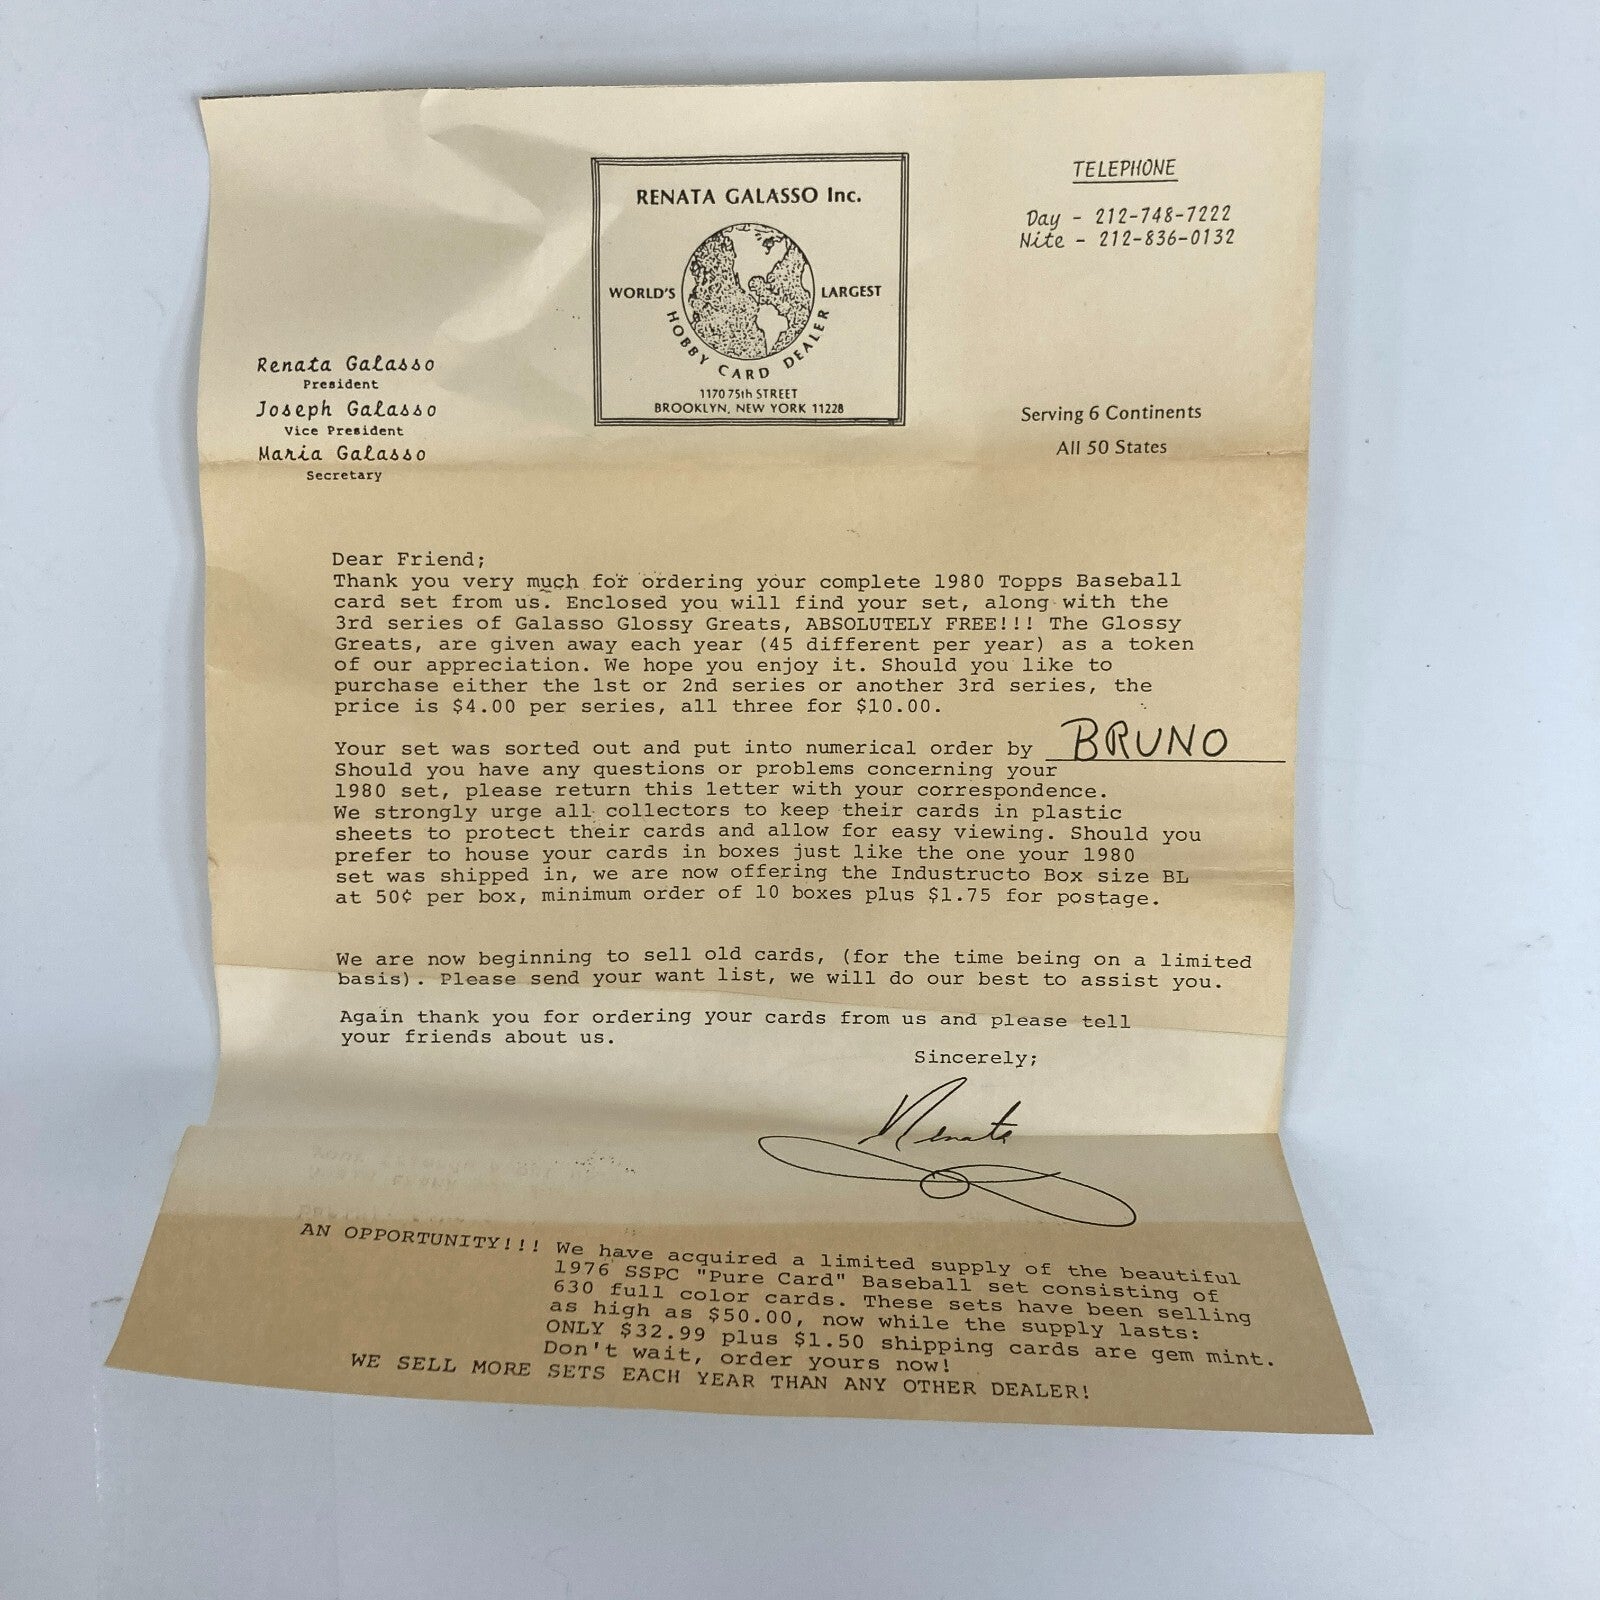 RENATA GALASSO Inc.
WORLD'S LARGEST
HOBBY CARD DEALER
1170 75th STREET
BROOKLYN, NEW YORK 11228
TELEPHONE
Day - 212-748-7222
Nite - 212-836-0132
Renata Galasso
President
Joseph Galasso
Vice President
Maria Galasso
Secretary
Serving 6 Continents
All 50 States
Dear Friend;
Thank you very much for ordering your complete 1980 Topps Baseball
card set from us. Enclosed you will find your set, along with the
3rd series of Galasso Glossy Greats, ABSOLUTELY FREE!!! The Glossy
Greats, are given away each year (45 different per year) as a token
of our appreciation. We hope you enjoy it. Should you like to
purchase either the 1st or 2nd series or another 3rd series, the
price is $4.00 per series, all three for $10.00.
Your set was sorted out and put into numerical order by BRUNO
Should you have any questions or problems concerning your
1980 set, please return this letter with your correspondence.
We strongly urge all collectors to keep their cards in plastic
sheets to protect their cards and allow for easy viewing. Should you
prefer to house your cards in boxes just like the one your 1980
set was shipped in, we are now offering the Industructo Box size BL
at 50¢ per box, minimum order of 10 boxes plus $1.75 for postage.
We are now beginning to sell old cards, (for the time being on a limited
basis). Please send your want list, we will do our best to assist you.
Again thank you for ordering your cards from us and please tell
your friends about us.
Sincerely;
Renata
AN OPPORTUNITY!!! We have acquired a limited supply of the beautiful
1976 SSPC "Pure Card" Baseball set consisting of
630 full color cards. These sets have been selling
as high as $50.00, now while the supply lasts:
ONLY $32.99 plus $1.50 shipping cards are gem mint.
Don't wait, order yours now!
WE SELL MORE SETS EACH YEAR THAN ANY OTHER DEALER!